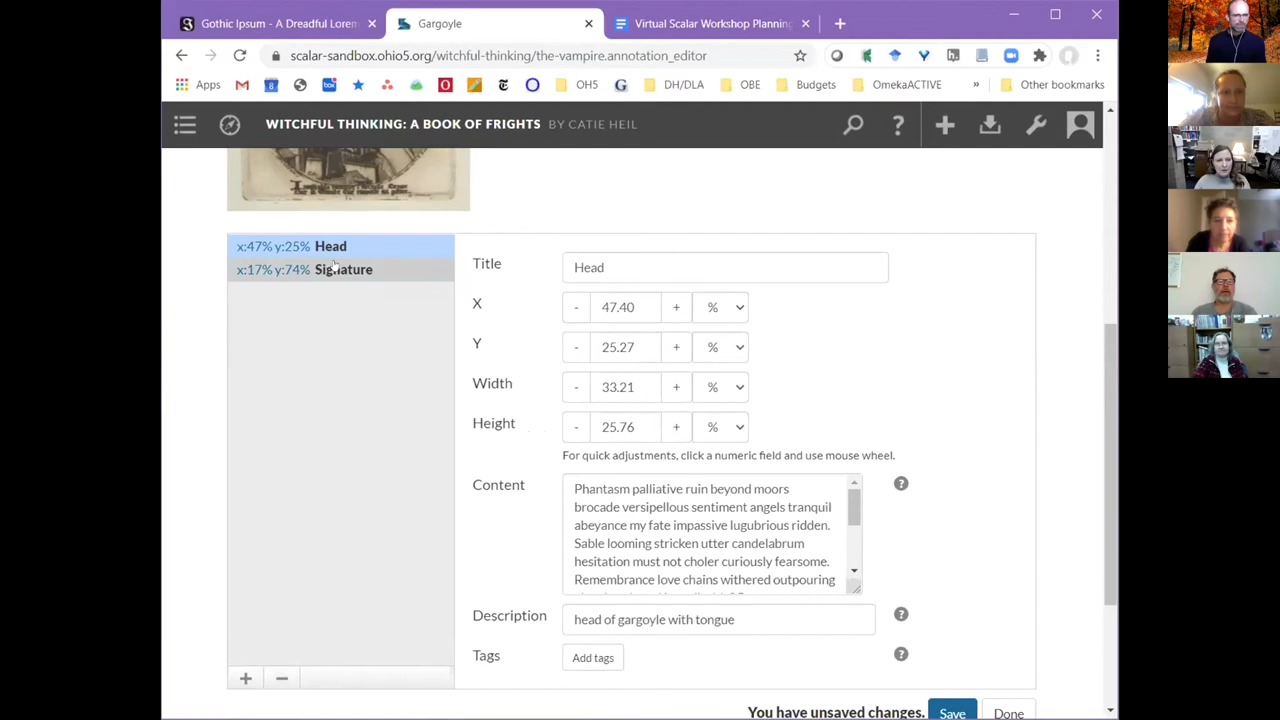 Gothic Ipsum - A Dreadful Lorem
Gargoyle
Virtual Scalar Workshop Planning
scalar-sandbox.ohio5.org/witchful-thinking/the-vampire.annotation_editor
Apps
OH5
DH/DLA
OBE
Budgets
OmekaACTIVE
»
Other bookmarks
WITCHFUL THINKING: A BOOK OF FRIGHTS BY CATIE HEIL
x:47% y:25% Head
x:17% y:74% Signature
Title Head
X - 47.40 + %
Y - 25.27 + %
Width - 33.21 + %
Height - 25.76 + %
For quick adjustments, click a numeric field and use mouse wheel.
Content
Phantasm palliative ruin beyond moors
brocade versipellous sentiment angels tranquil
abeyance my fate impassive lugubrious ridden.
Sable looming stricken utter candelabrum
hesitation must not choler curiously fearsome.
Remembrance love chains withered outpouring
Description head of gargoyle with tongue
Tags Add tags
+ −
You have unsaved changes. Save Done